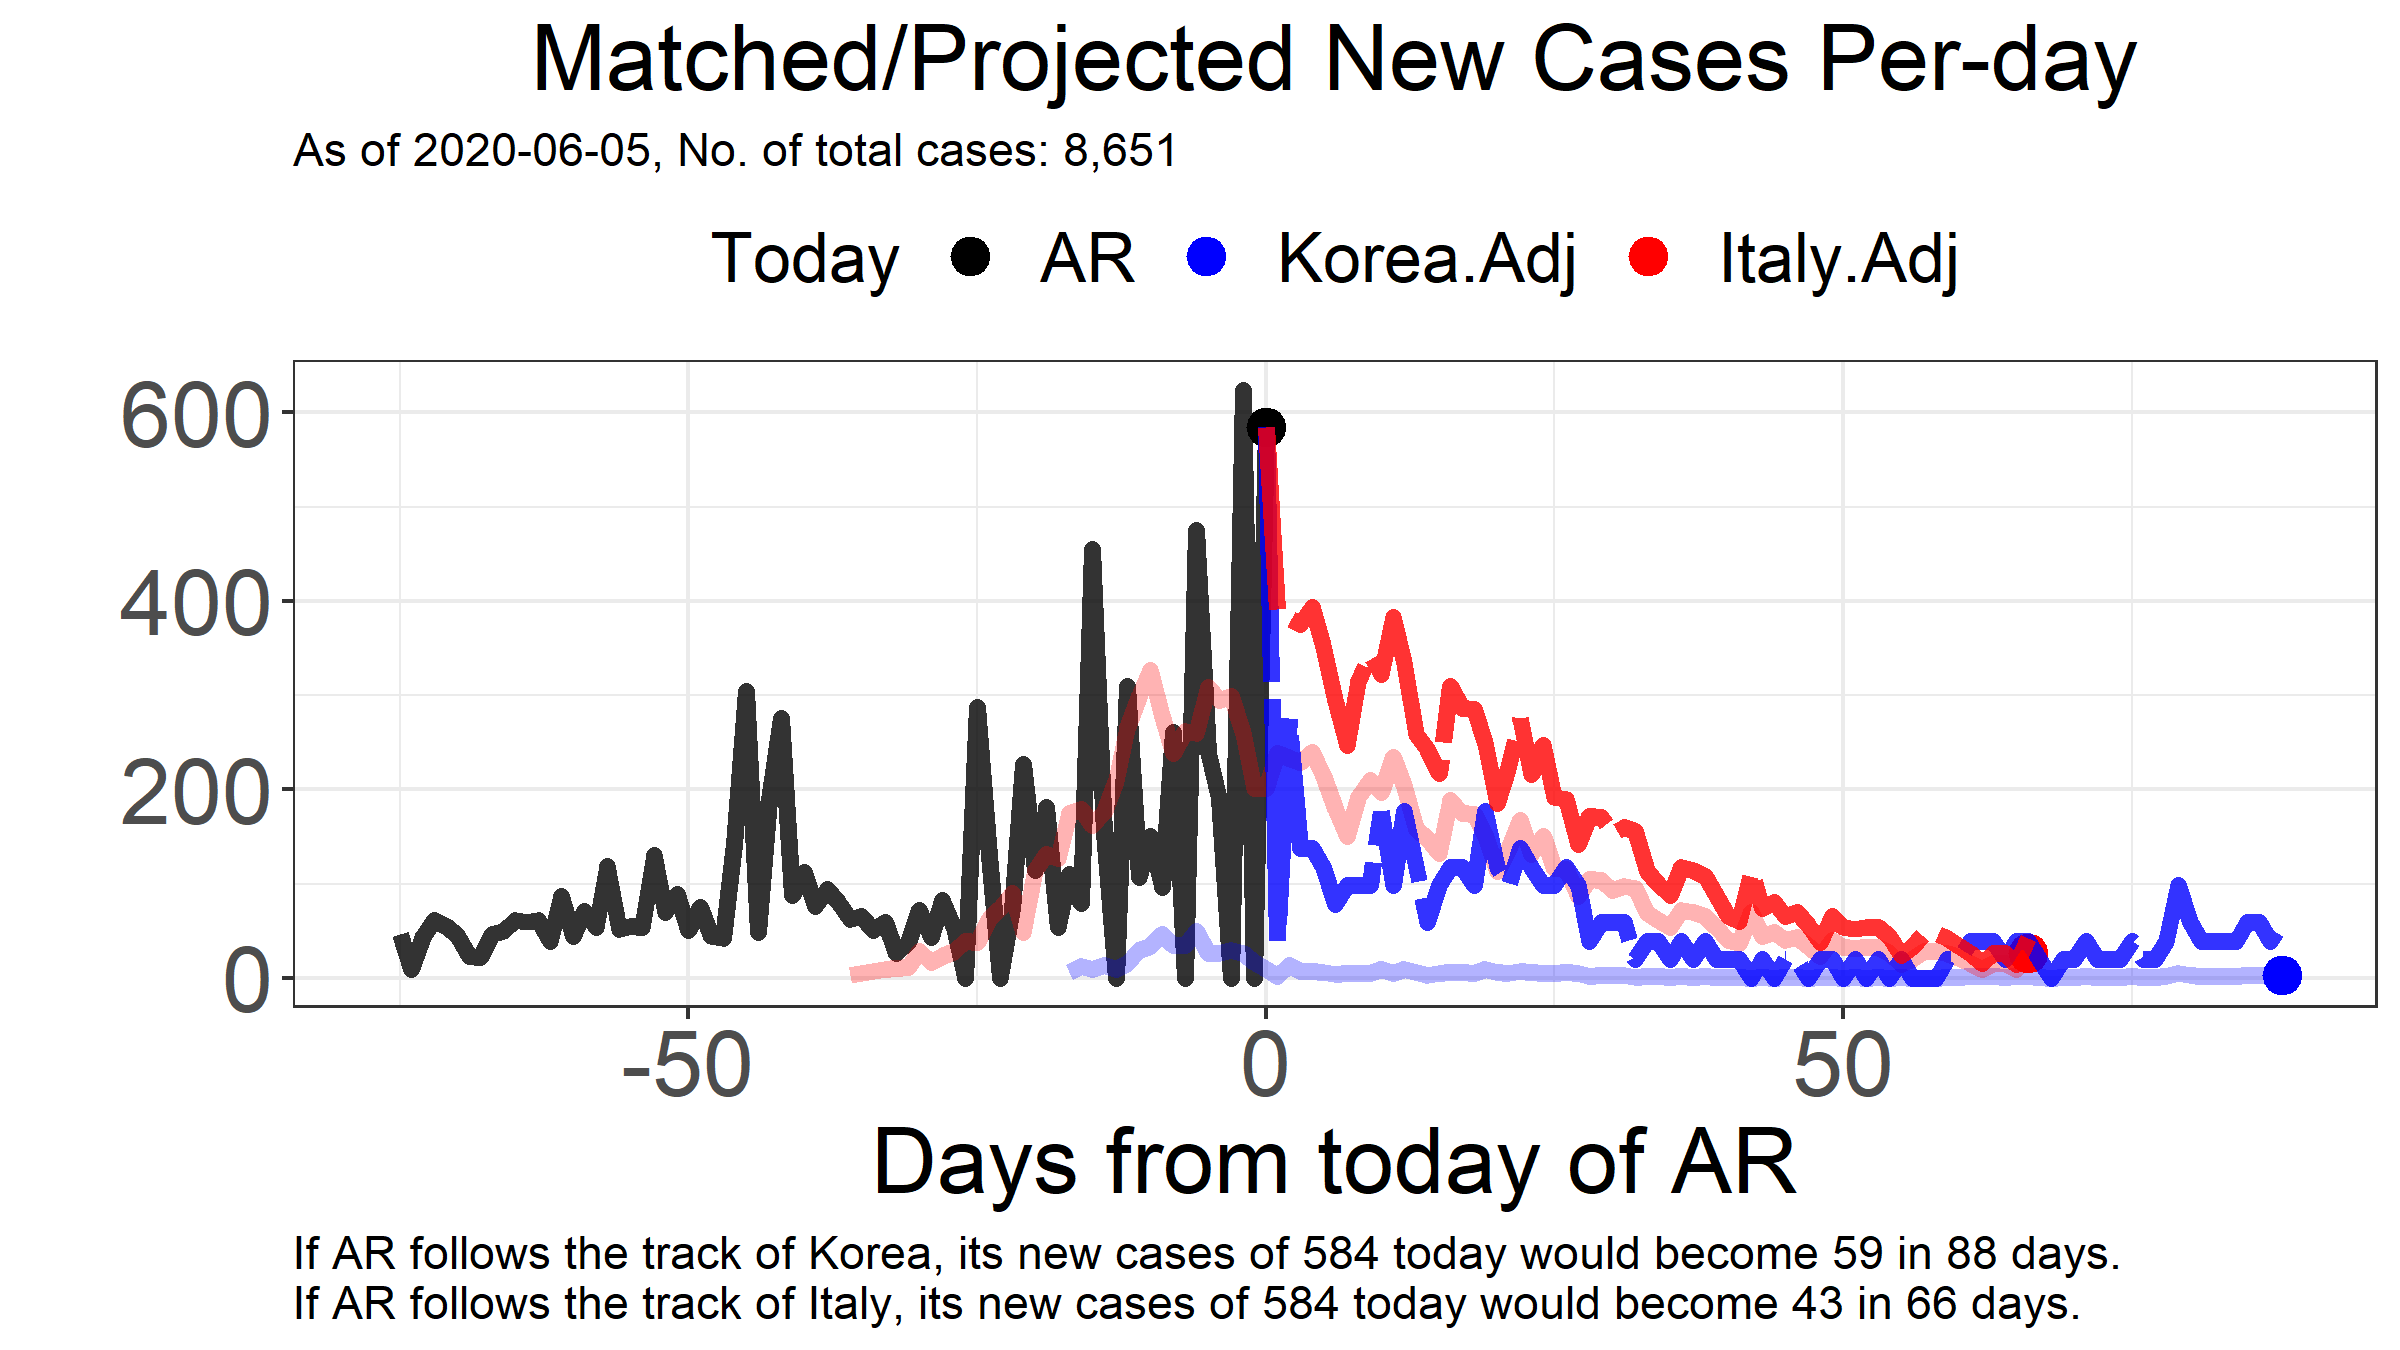 Matched/Projected New Cases Per-day
As of 2020-06-05, No. of total cases: 8,651
Today AR Korea.Adj Italy.Adj
600
400
200
0
-50 0 50
Days from today of AR
If AR follows the track of Korea, its new cases of 584 today would become 59 in 88 days.
If AR follows the track of Italy, its new cases of 584 today would become 43 in 66 days.